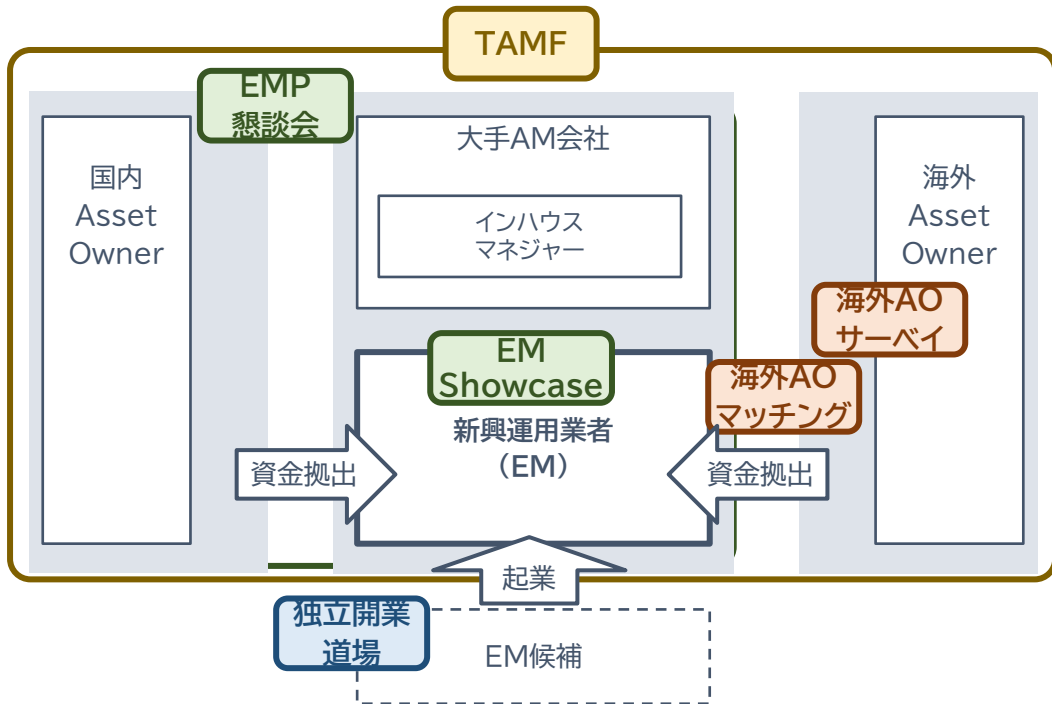 TAMF
EMP
懇談会
国内
Asset
Owner
大手AM会社
インハウス
マネジャー
海外
Asset
Owner
海外AO
サーベイ
EM
Showcase
海外AO
マッチング
新興運用業者
（EM）
資金拠出
資金拠出
起業
独立開業
道場
EM候補